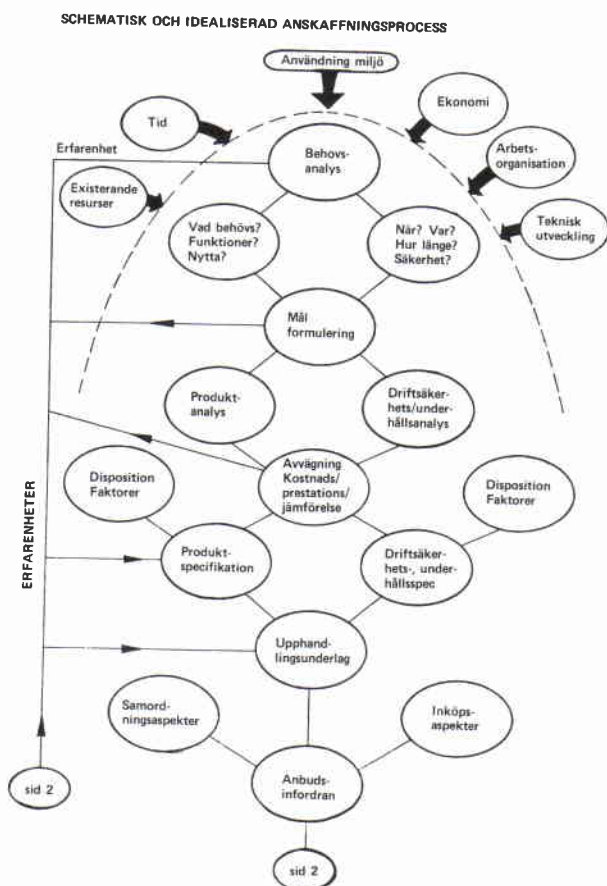 SCHEMATISK OCH IDEALISERAD ANSKAFFNINGSPROCESS
Användning miljö
Tid
Ekonomi
Erfarenhet
Behovs-
analys
Arbets-
organisation
Existerande
resurser
Vad behövs?
Funktioner?
Nytta?
När? Var?
Hur länge?
Säkerhet?
Teknisk
utveckling
Mål
formulering
Produkt-
analys
Driftsäker-
hets/under-
hållsanalys
Avvägning
Kostnads/
prestations/
jämförelse
Disposition
Faktorer
Disposition
Faktorer
ERFARENHETER
Produkt-
specifikation
Driftsäker-
hets-, under-
hållsspec
Upphand-
lingsunderlag
Samord-
ningsaspekter
Inköps-
aspekter
Anbuds-
infordran
sid 2
sid 2